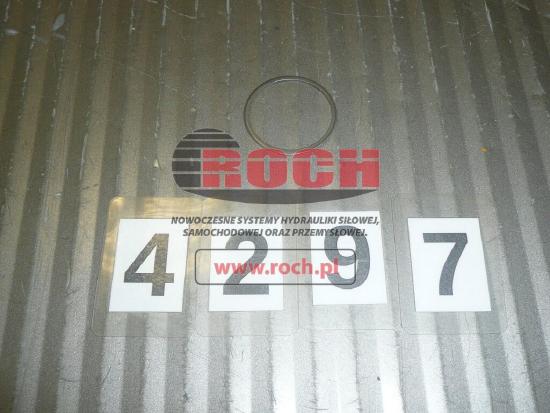 ROCH
NOWOCZESNE SYSTEMY HYDRAULIKI SIŁOWEJ,
SAMOCHODOWEJ ORAZ PRZEMYSŁOWEJ.
www.roch.pl
4 2 9 7